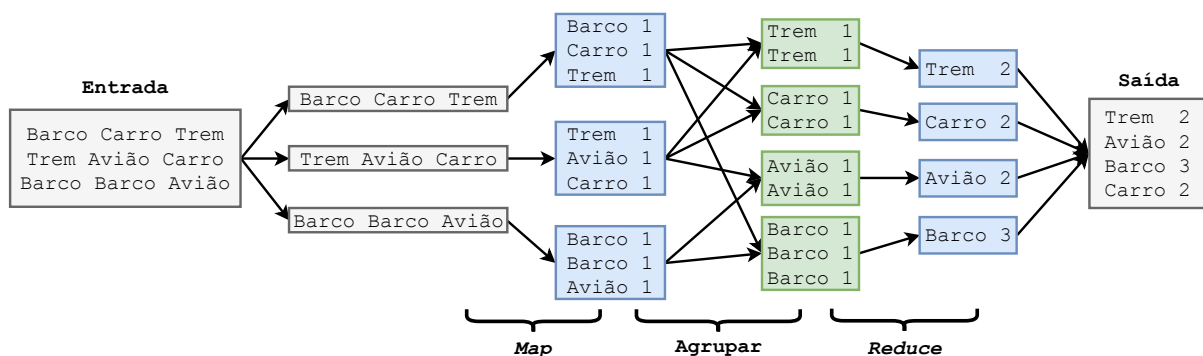 Entrada
Barco Carro Trem
Trem Avião Carro
Barco Barco Avião
Barco Carro Trem
Trem Avião Carro
Barco Barco Avião
Barco 1
Carro 1
Trem 1
Trem 1
Avião 1
Carro 1
Barco 1
Barco 1
Avião 1
Trem 1
Trem 1
Carro 1
Carro 1
Avião 1
Avião 1
Barco 1
Barco 1
Barco 1
Trem 2
Carro 2
Avião 2
Barco 3
Saída
Trem 2
Avião 2
Barco 3
Carro 2
Map
Agrupar
Reduce